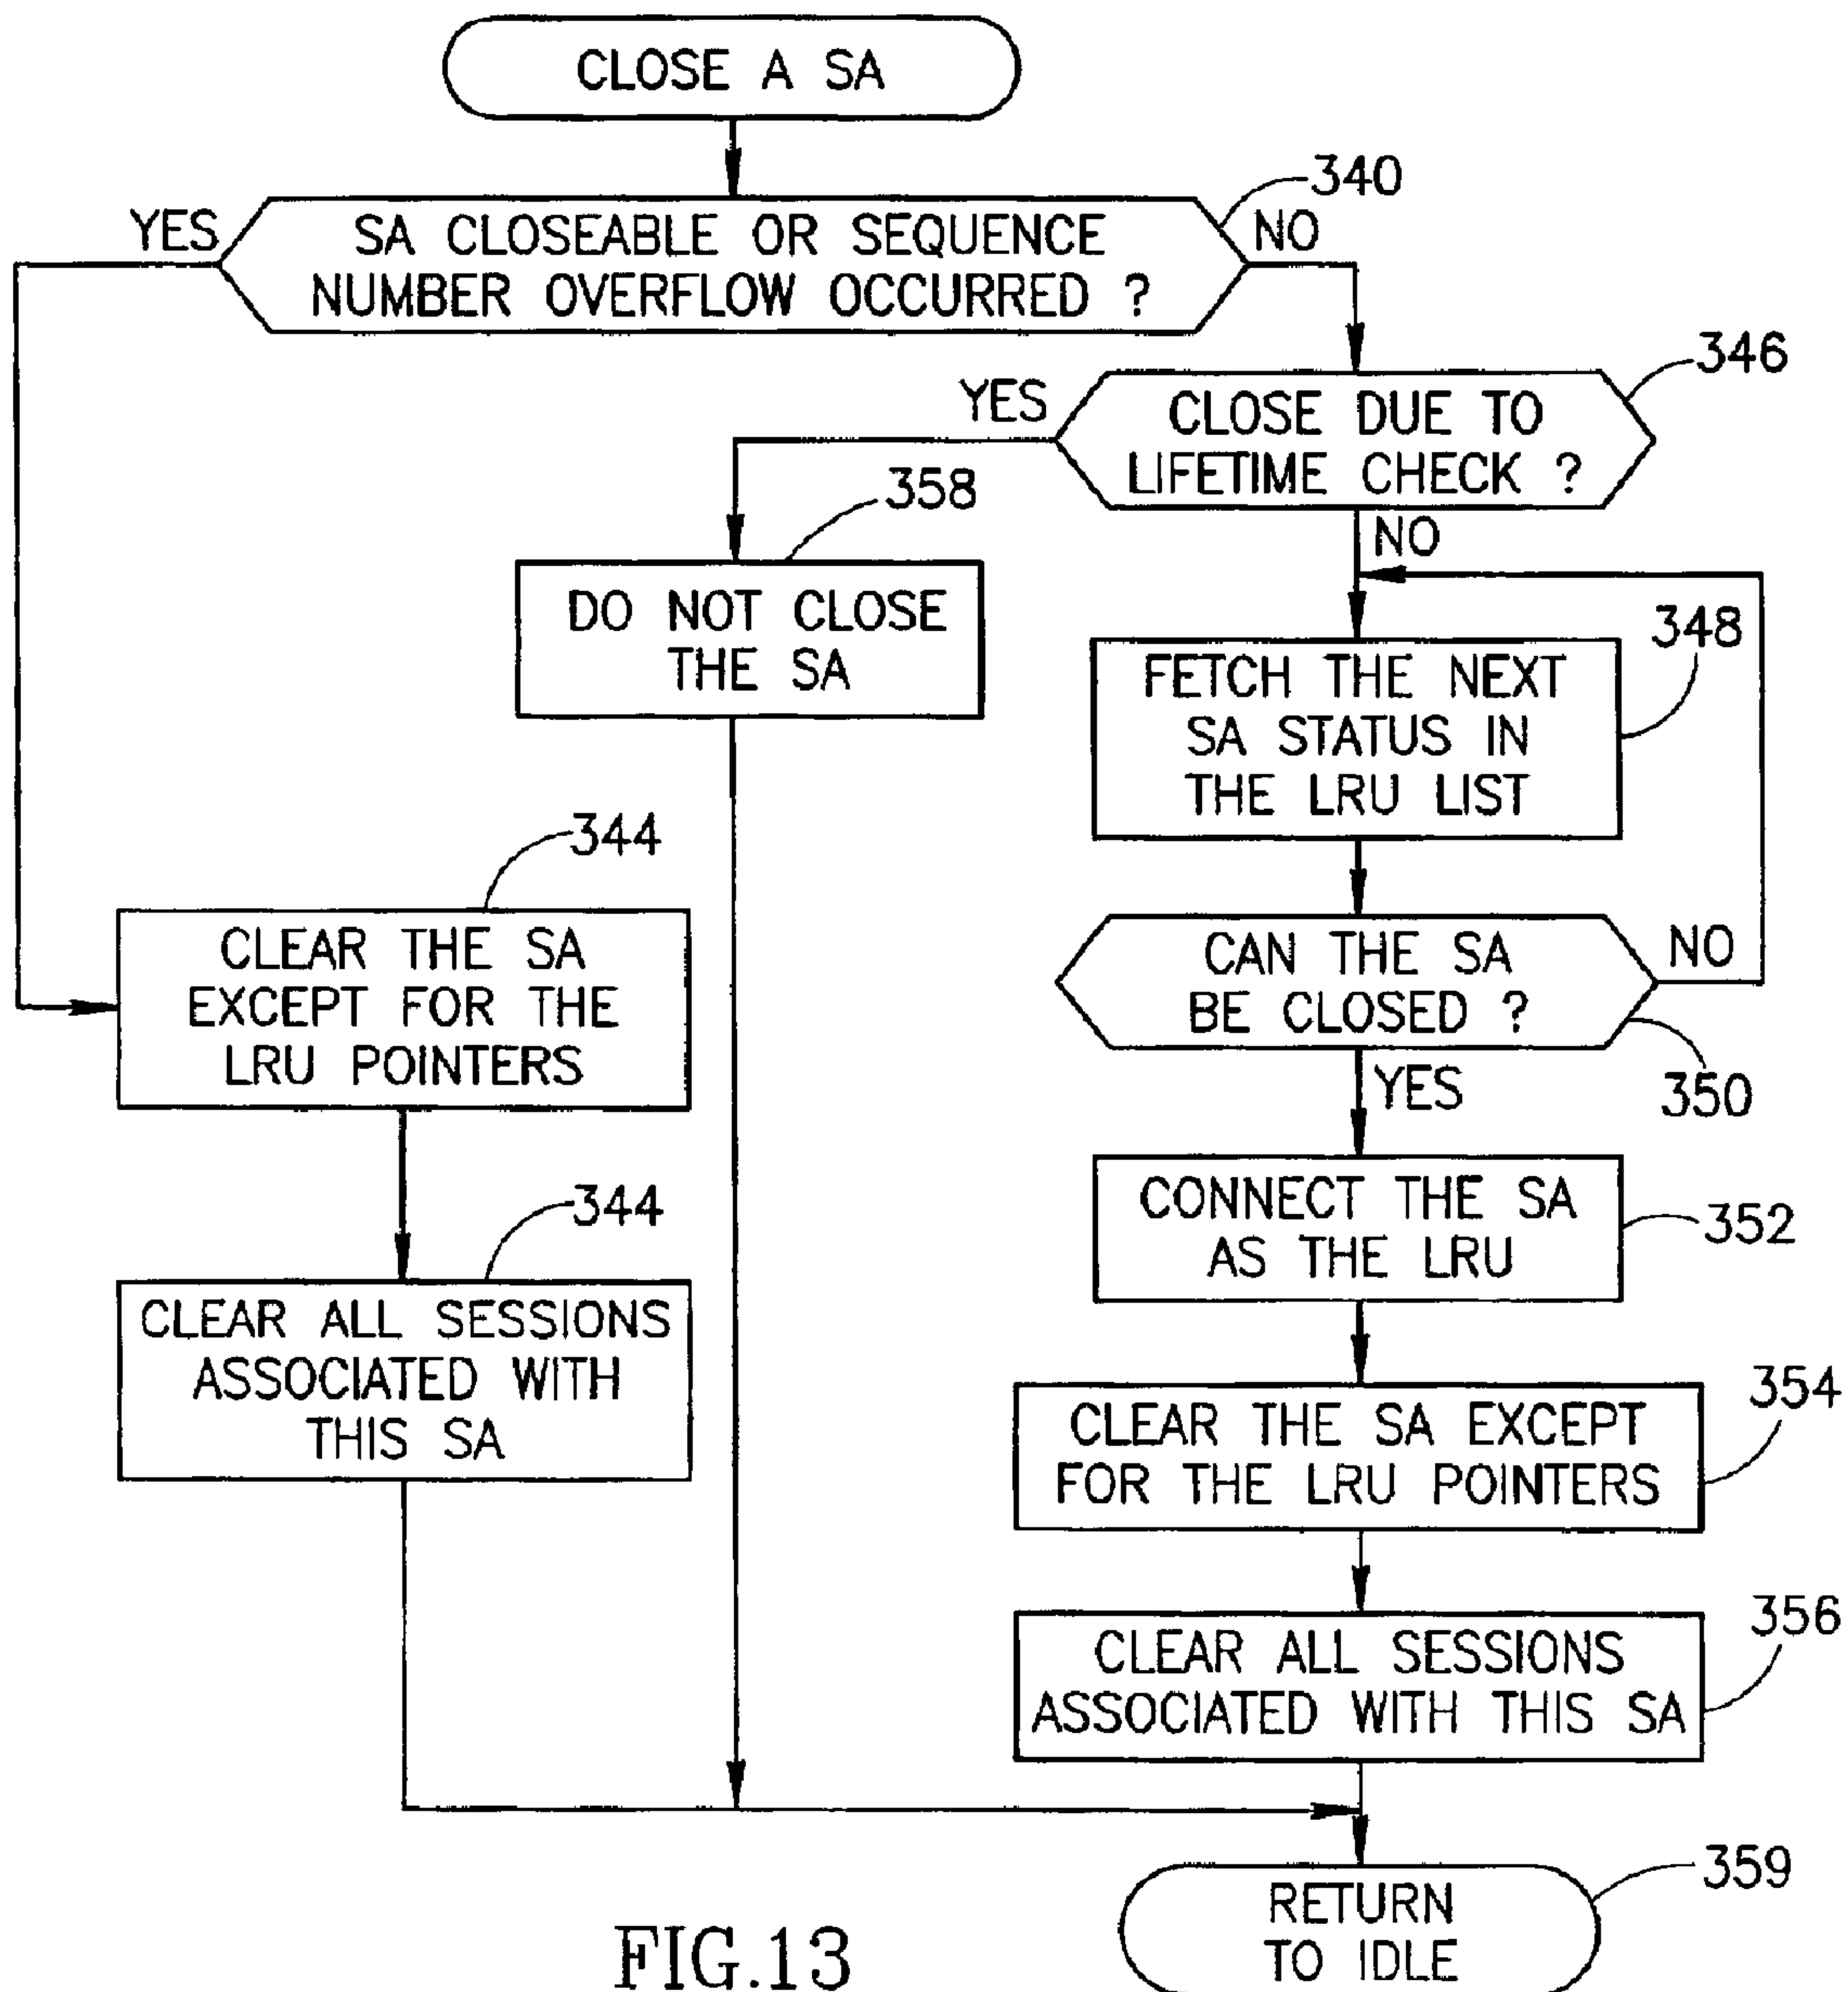 CLOSE A SA
340
YES
SA CLOSEABLE OR SEQUENCE
NUMBER OVERFLOW OCCURRED ?
NO
346
YES
CLOSE DUE TO
LIFETIME CHECK ?
NO
358
DO NOT CLOSE
THE SA
348
FETCH THE NEXT
SA STATUS IN
THE LRU LIST
344
CLEAR THE SA
EXCEPT FOR THE
LRU POINTERS
CAN THE SA
BE CLOSED ?
NO
350
YES
344
CLEAR ALL SESSIONS
ASSOCIATED WITH
THIS SA
CONNECT THE SA
AS THE LRU
352
354
CLEAR THE SA EXCEPT
FOR THE LRU POINTERS
356
CLEAR ALL SESSIONS
ASSOCIATED WITH THIS SA
359
RETURN
TO IDLE
FIG.13